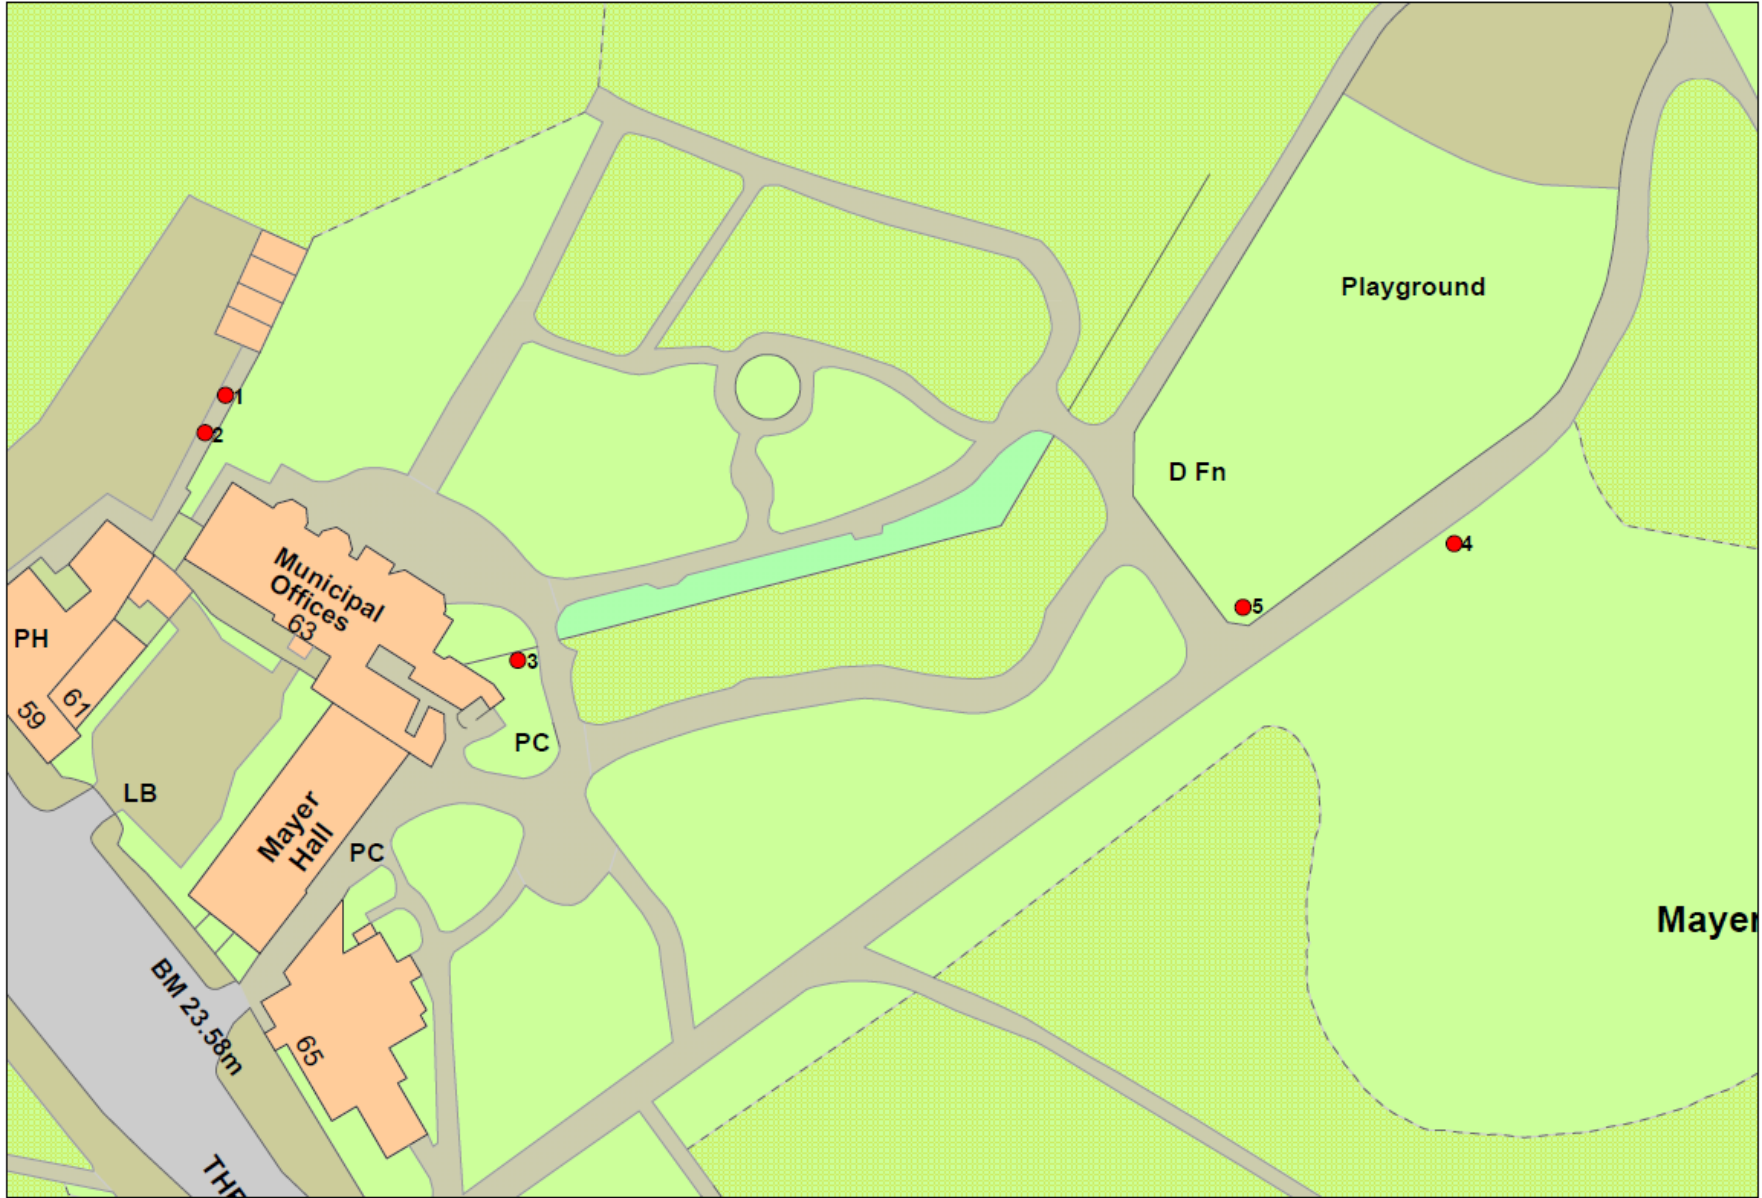 Playground
1
2
D Fn
4
5
Municipal
Offices
63
PH
3
61
59
PC
LB
Mayer
Hall
PC
Mayer
BM 23.58m
65